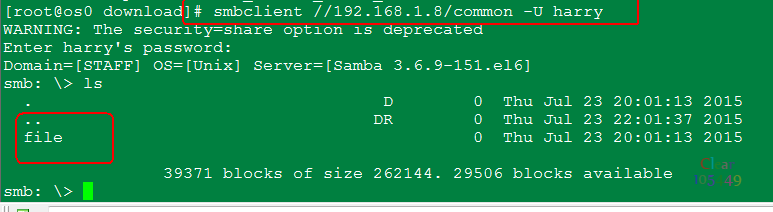 [root@os0 download]# smbclient //192.168.1.8/common -U harry
WARNING: The security=share option is deprecated
Enter harry's password:
Domain=[STAFF] OS=[Unix] Server=[Samba 3.6.9-151.el6]
smb: \> ls
. D 0 Thu Jul 23 20:01:13 2015
.. DR 0 Thu Jul 23 22:01:37 2015
file 0 Thu Jul 23 20:01:13 2015
39371 blocks of size 262144. 29506 blocks available
smb: \>
Clear